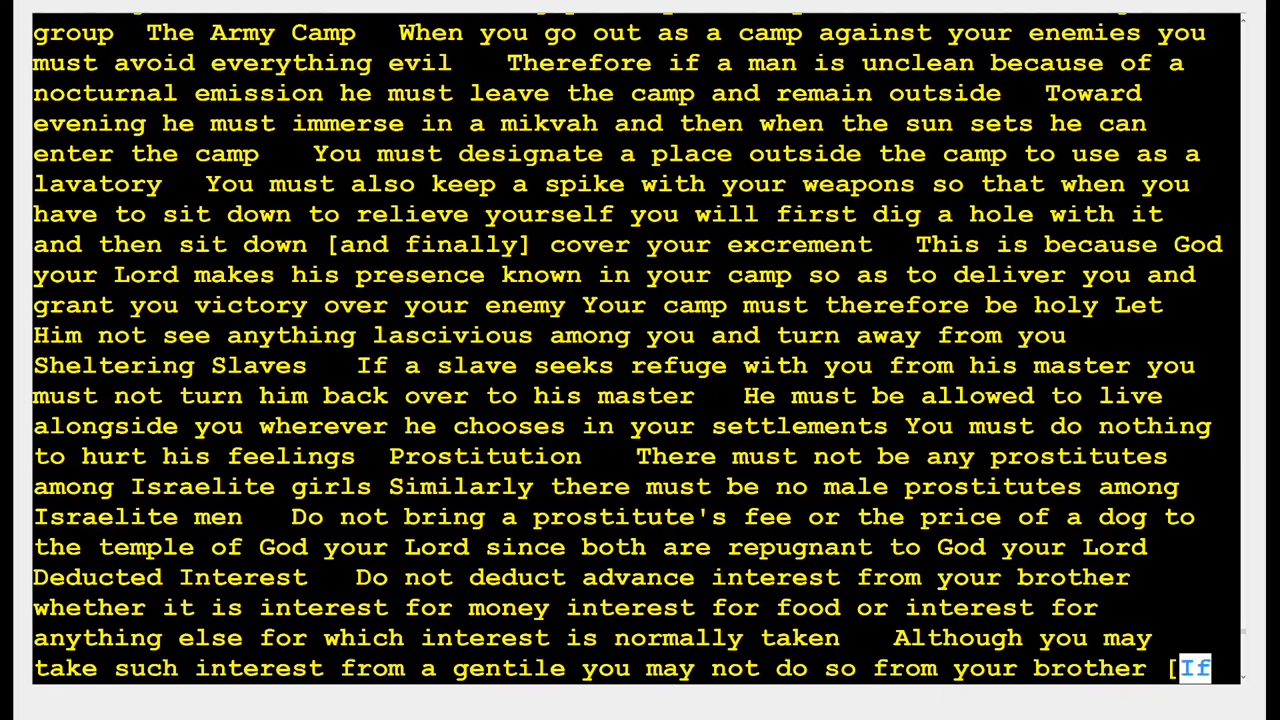 group The Army Camp When you go out as a camp against your enemies you
must avoid everything evil Therefore if a man is unclean because of a
nocturnal emission he must leave the camp and remain outside Toward
evening he must immerse in a mikvah and then when the sun sets he can
enter the camp You must designate a place outside the camp to use as a
lavatory You must also keep a spike with your weapons so that when you
have to sit down to relieve yourself you will first dig a hole with it
and then sit down [and finally] cover your excrement This is because God
your Lord makes his presence known in your camp so as to deliver you and
grant you victory over your enemy Your camp must therefore be holy Let
Him not see anything lascivious among you and turn away from you
Sheltering Slaves If a slave seeks refuge with you from his master you
must not turn him back over to his master He must be allowed to live
alongside you wherever he chooses in your settlements You must do nothing
to hurt his feelings Prostitution There must not be any prostitutes
among Israelite girls Similarly there must be no male prostitutes among
Israelite men Do not bring a prostitute's fee or the price of a dog to
the temple of God your Lord since both are repugnant to God your Lord
Deducted Interest Do not deduct advance interest from your brother
whether it is interest for money interest for food or interest for
anything else for which interest is normally taken Although you may
take such interest from a gentile you may not do so from your brother [If